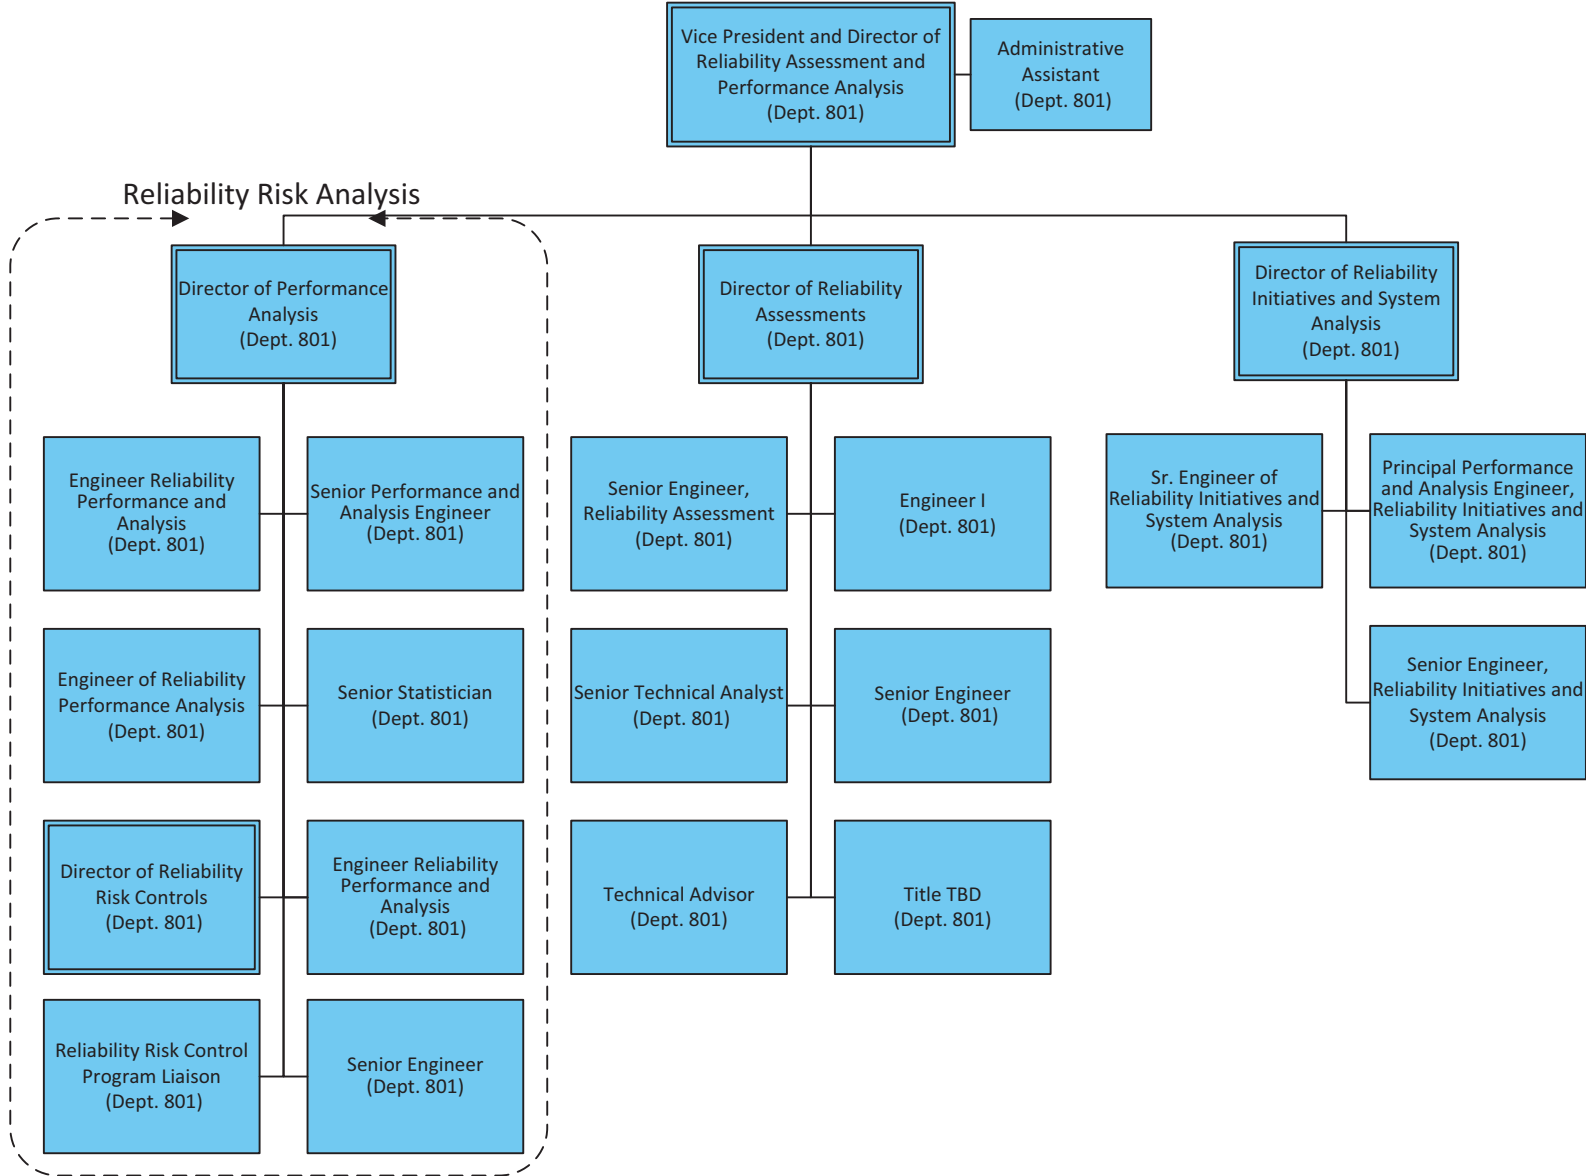 Vice President and Director of
Reliability Assessment and
Performance Analysis
(Dept. 801)
Administrative
Assistant
(Dept. 801)
Reliability Risk Analysis
Director of Performance
Analysis
(Dept. 801)
Director of Reliability
Assessments
(Dept. 801)
Director of Reliability
Initiatives and System
Analysis
(Dept. 801)
Engineer Reliability
Performance and
Analysis
(Dept. 801)
Senior Performance and
Analysis Engineer
(Dept. 801)
Senior Engineer,
Reliability Assessment
(Dept. 801)
Engineer I
(Dept. 801)
Sr. Engineer of
Reliability Initiatives and
System Analysis
(Dept. 801)
Principal Performance
and Analysis Engineer,
Reliability Initiatives and
System Analysis
(Dept. 801)
Engineer of Reliability
Performance Analysis
(Dept. 801)
Senior Statistician
(Dept. 801)
Senior Technical Analyst
(Dept. 801)
Senior Engineer
(Dept. 801)
Senior Engineer,
Reliability Initiatives and
System Analysis
(Dept. 801)
Director of Reliability
Risk Controls
(Dept. 801)
Engineer Reliability
Performance and
Analysis
(Dept. 801)
Technical Advisor
(Dept. 801)
Title TBD
(Dept. 801)
Reliability Risk Control
Program Liaison
(Dept. 801)
Senior Engineer
(Dept. 801)